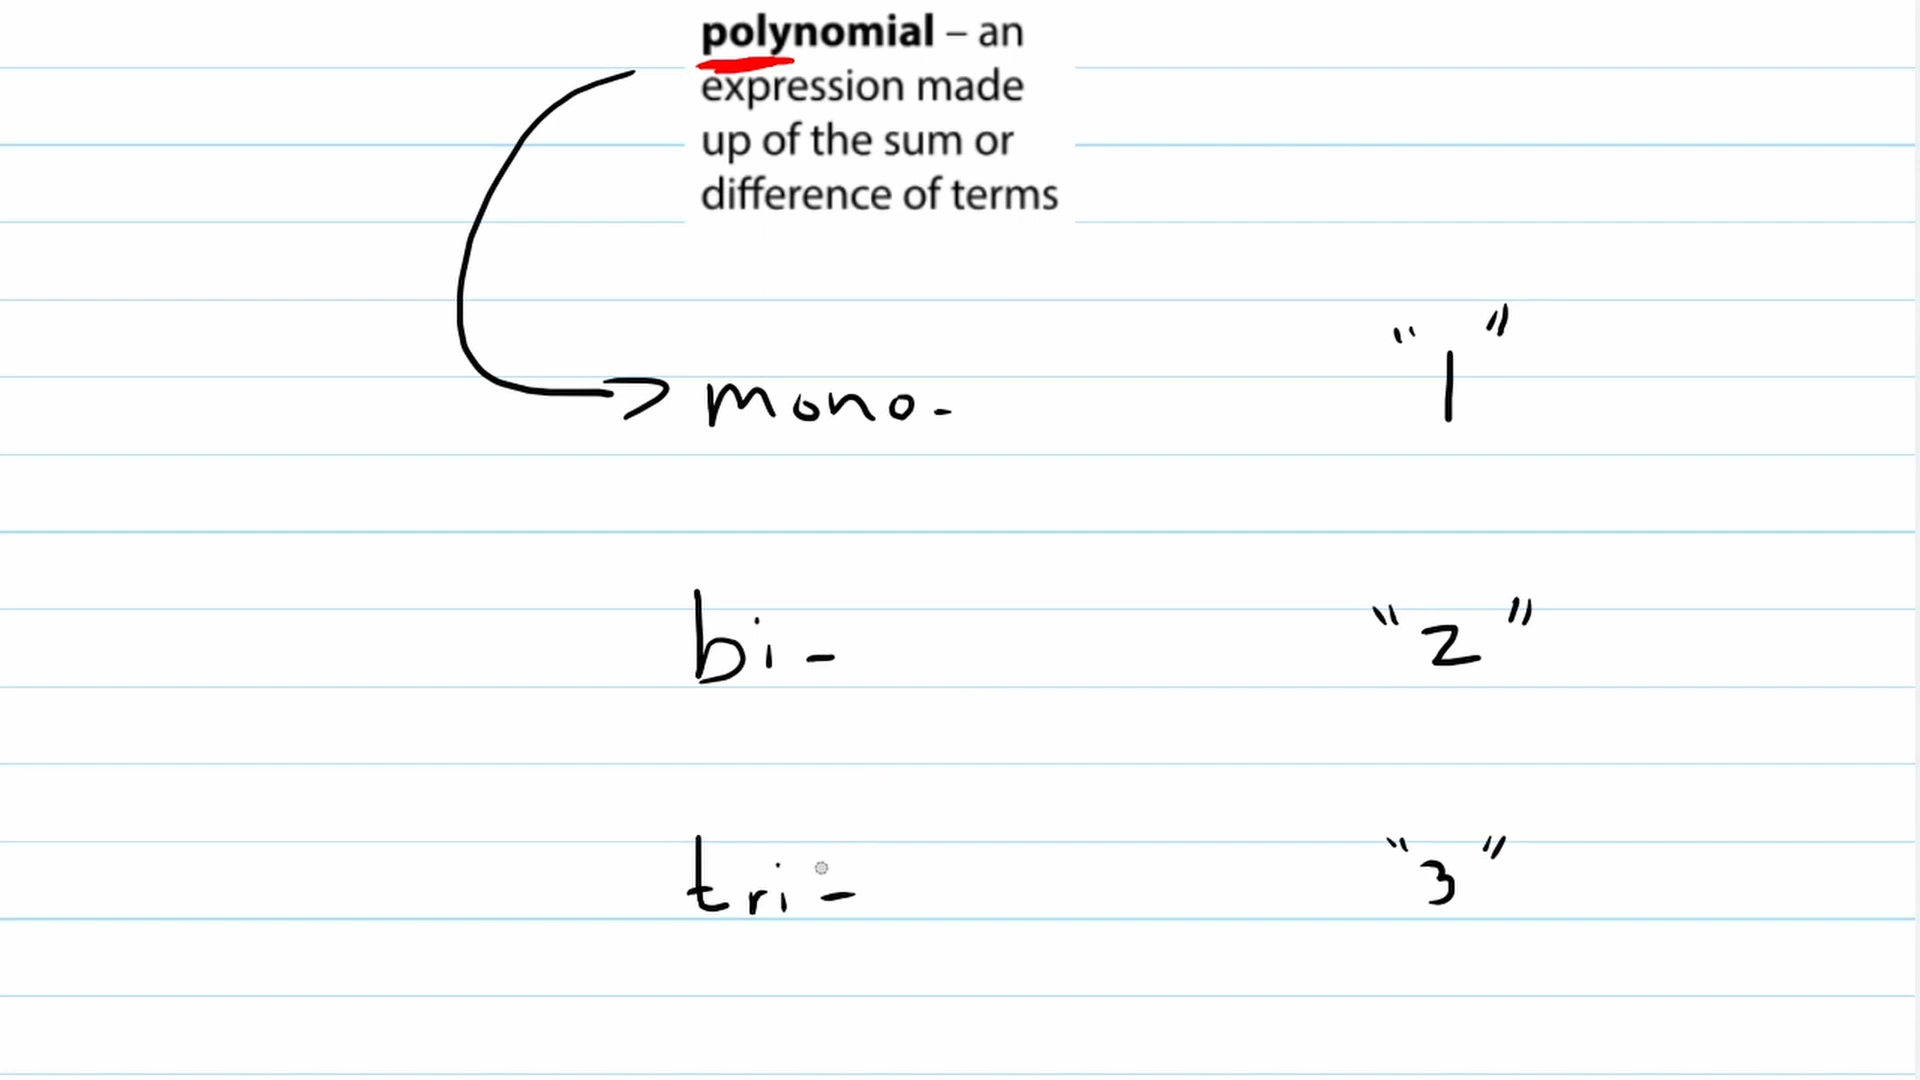 polynomial – an
expression made
up of the sum or
difference of terms
mono- "1"
bi- "2"
tri- "3"